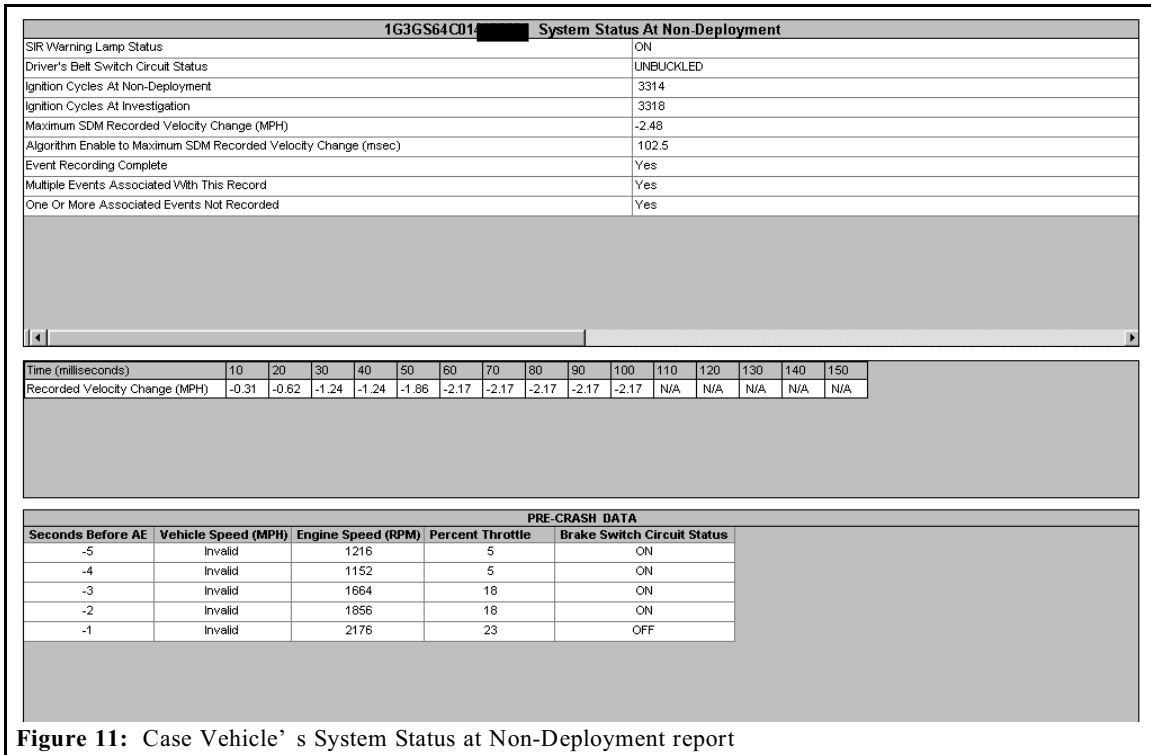 1G3GS64C014 System Status At Non-Deployment
SIR Warning Lamp Status ON
Driver's Belt Switch Circuit Status UNBUCKLED
Ignition Cycles At Non-Deployment 3314
Ignition Cycles At Investigation 3318
Maximum SDM Recorded Velocity Change (MPH) -2.48
Algorithm Enable to Maximum SDM Recorded Velocity Change (msec) 102.5
Event Recording Complete Yes
Multiple Events Associated With This Record Yes
One Or More Associated Events Not Recorded Yes
Time (milliseconds) 10 20 30 40 50 60 70 80 90 100 110 120 130 140 150
Recorded Velocity Change (MPH) -0.31 -0.62 -1.24 -1.24 -1.86 -2.17 -2.17 -2.17 -2.17 -2.17 N/A N/A N/A N/A N/A
PRE-CRASH DATA
Seconds Before AE Vehicle Speed (MPH) Engine Speed (RPM) Percent Throttle Brake Switch Circuit Status
-5 Invalid 1216 5 ON
-4 Invalid 1152 5 ON
-3 Invalid 1664 18 ON
-2 Invalid 1856 18 ON
-1 Invalid 2176 23 OFF
Figure 11: Case Vehicle' s System Status at Non-Deployment report